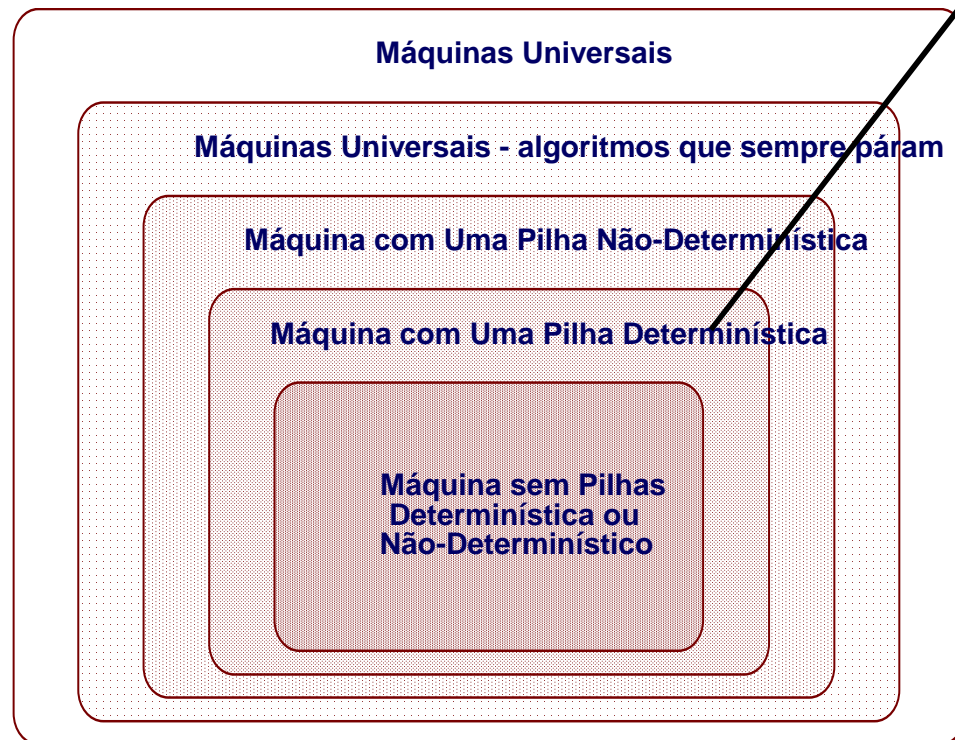 Máquinas Universais
Máquinas Universais - algoritmos que sempre páram
Máquina com Uma Pilha Não-Determinística
Máquina com Uma Pilha Determinística
Máquina sem Pilhas
Determinística ou
Não-Determinístico